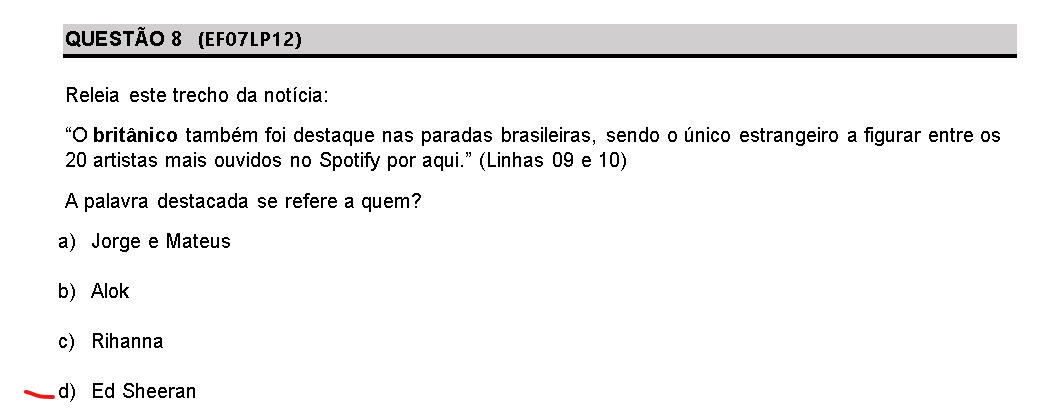 QUESTÃO 8 (EF07LP12)
Releia este trecho da notícia:
“O britânico também foi destaque nas paradas brasileiras, sendo o único estrangeiro a figurar entre os
20 artistas mais ouvidos no Spotify por aqui.” (Linhas 09 e 10)
A palavra destacada se refere a quem?
a) Jorge e Mateus
b) Alok
c) Rihanna
d) Ed Sheeran